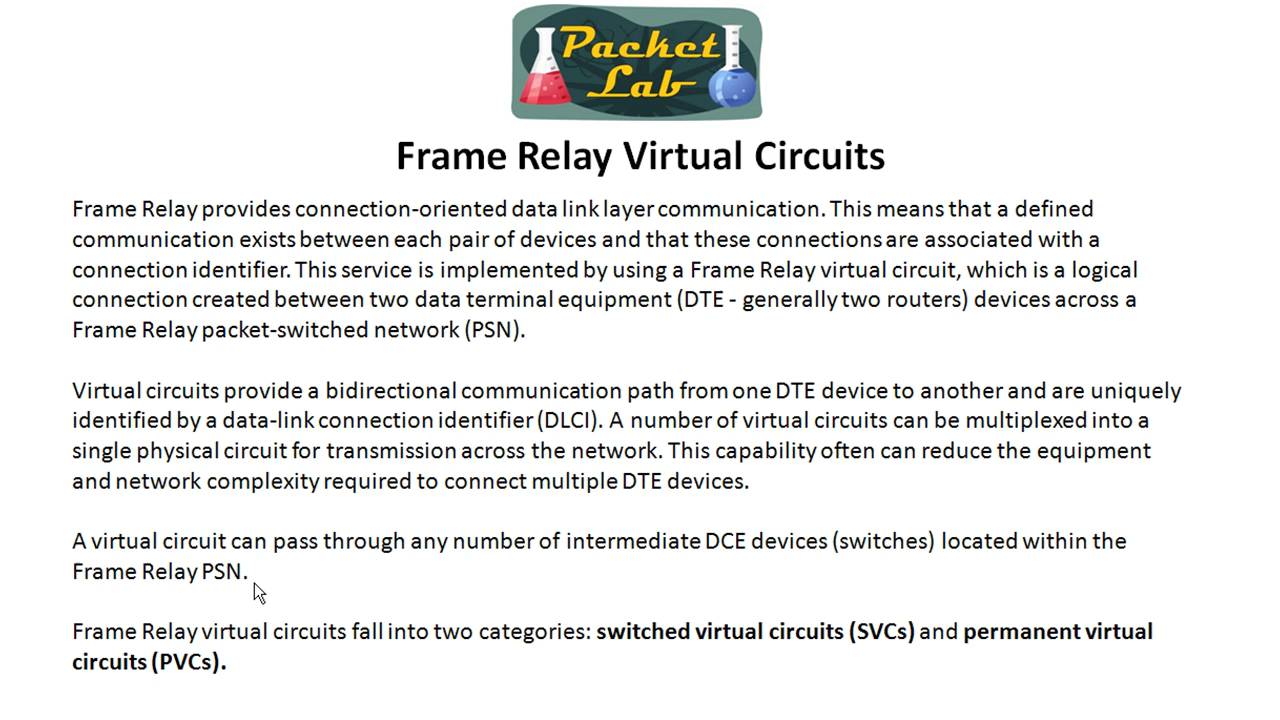 Packet
Lab
Frame Relay Virtual Circuits
Frame Relay provides connection-oriented data link layer communication. This means that a defined
communication exists between each pair of devices and that these connections are associated with a
connection identifier. This service is implemented by using a Frame Relay virtual circuit, which is a logical
connection created between two data terminal equipment (DTE - generally two routers) devices across a
Frame Relay packet-switched network (PSN).
Virtual circuits provide a bidirectional communication path from one DTE device to another and are uniquely
identified by a data-link connection identifier (DLCI). A number of virtual circuits can be multiplexed into a
single physical circuit for transmission across the network. This capability often can reduce the equipment
and network complexity required to connect multiple DTE devices.
A virtual circuit can pass through any number of intermediate DCE devices (switches) located within the
Frame Relay PSN.
Frame Relay virtual circuits fall into two categories: switched virtual circuits (SVCs) and permanent virtual
circuits (PVCs).